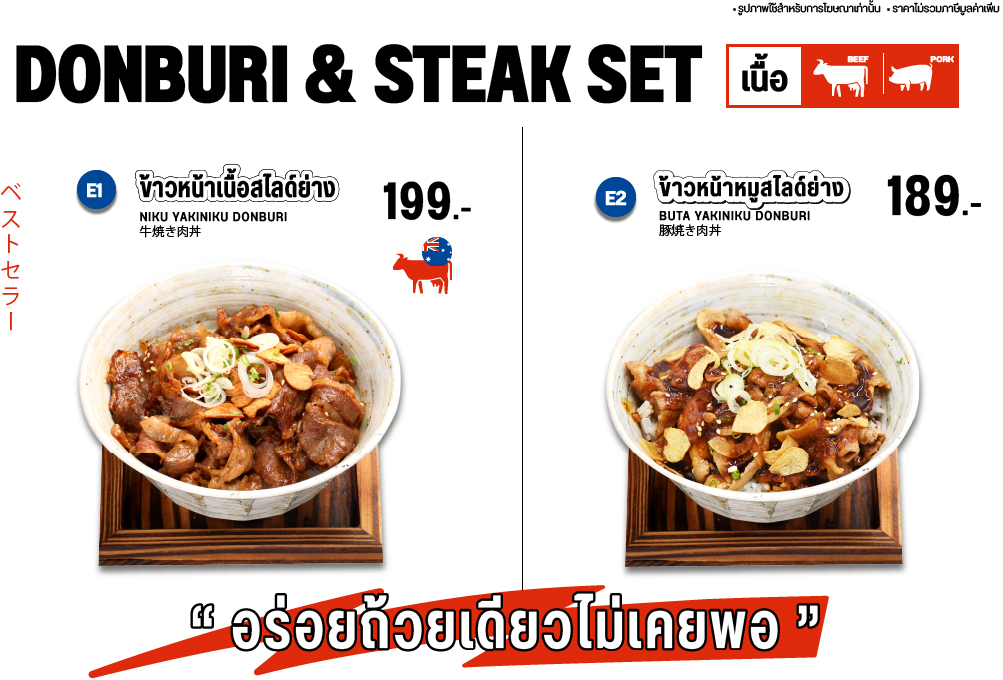 • รูปภาพใช้สำหรับการโฆษณาเท่านั้น • ราคาไม่รวมภาษีมูลค่าเพิ่ม
DONBURI & STEAK SET
เนื้อ
BEEF
PORK
ベストセラー
E1
ข้าวหน้าเนื้อสไลด์ย่าง
NIKU YAKINIKU DONBURI
牛焼き肉丼
199.-
E2
ข้าวหน้าหมูสไลด์ย่าง
BUTA YAKINIKU DONBURI
豚焼き肉丼
189.-
“ อร่อยถ้วยเดียวไม่เคยพอ ”